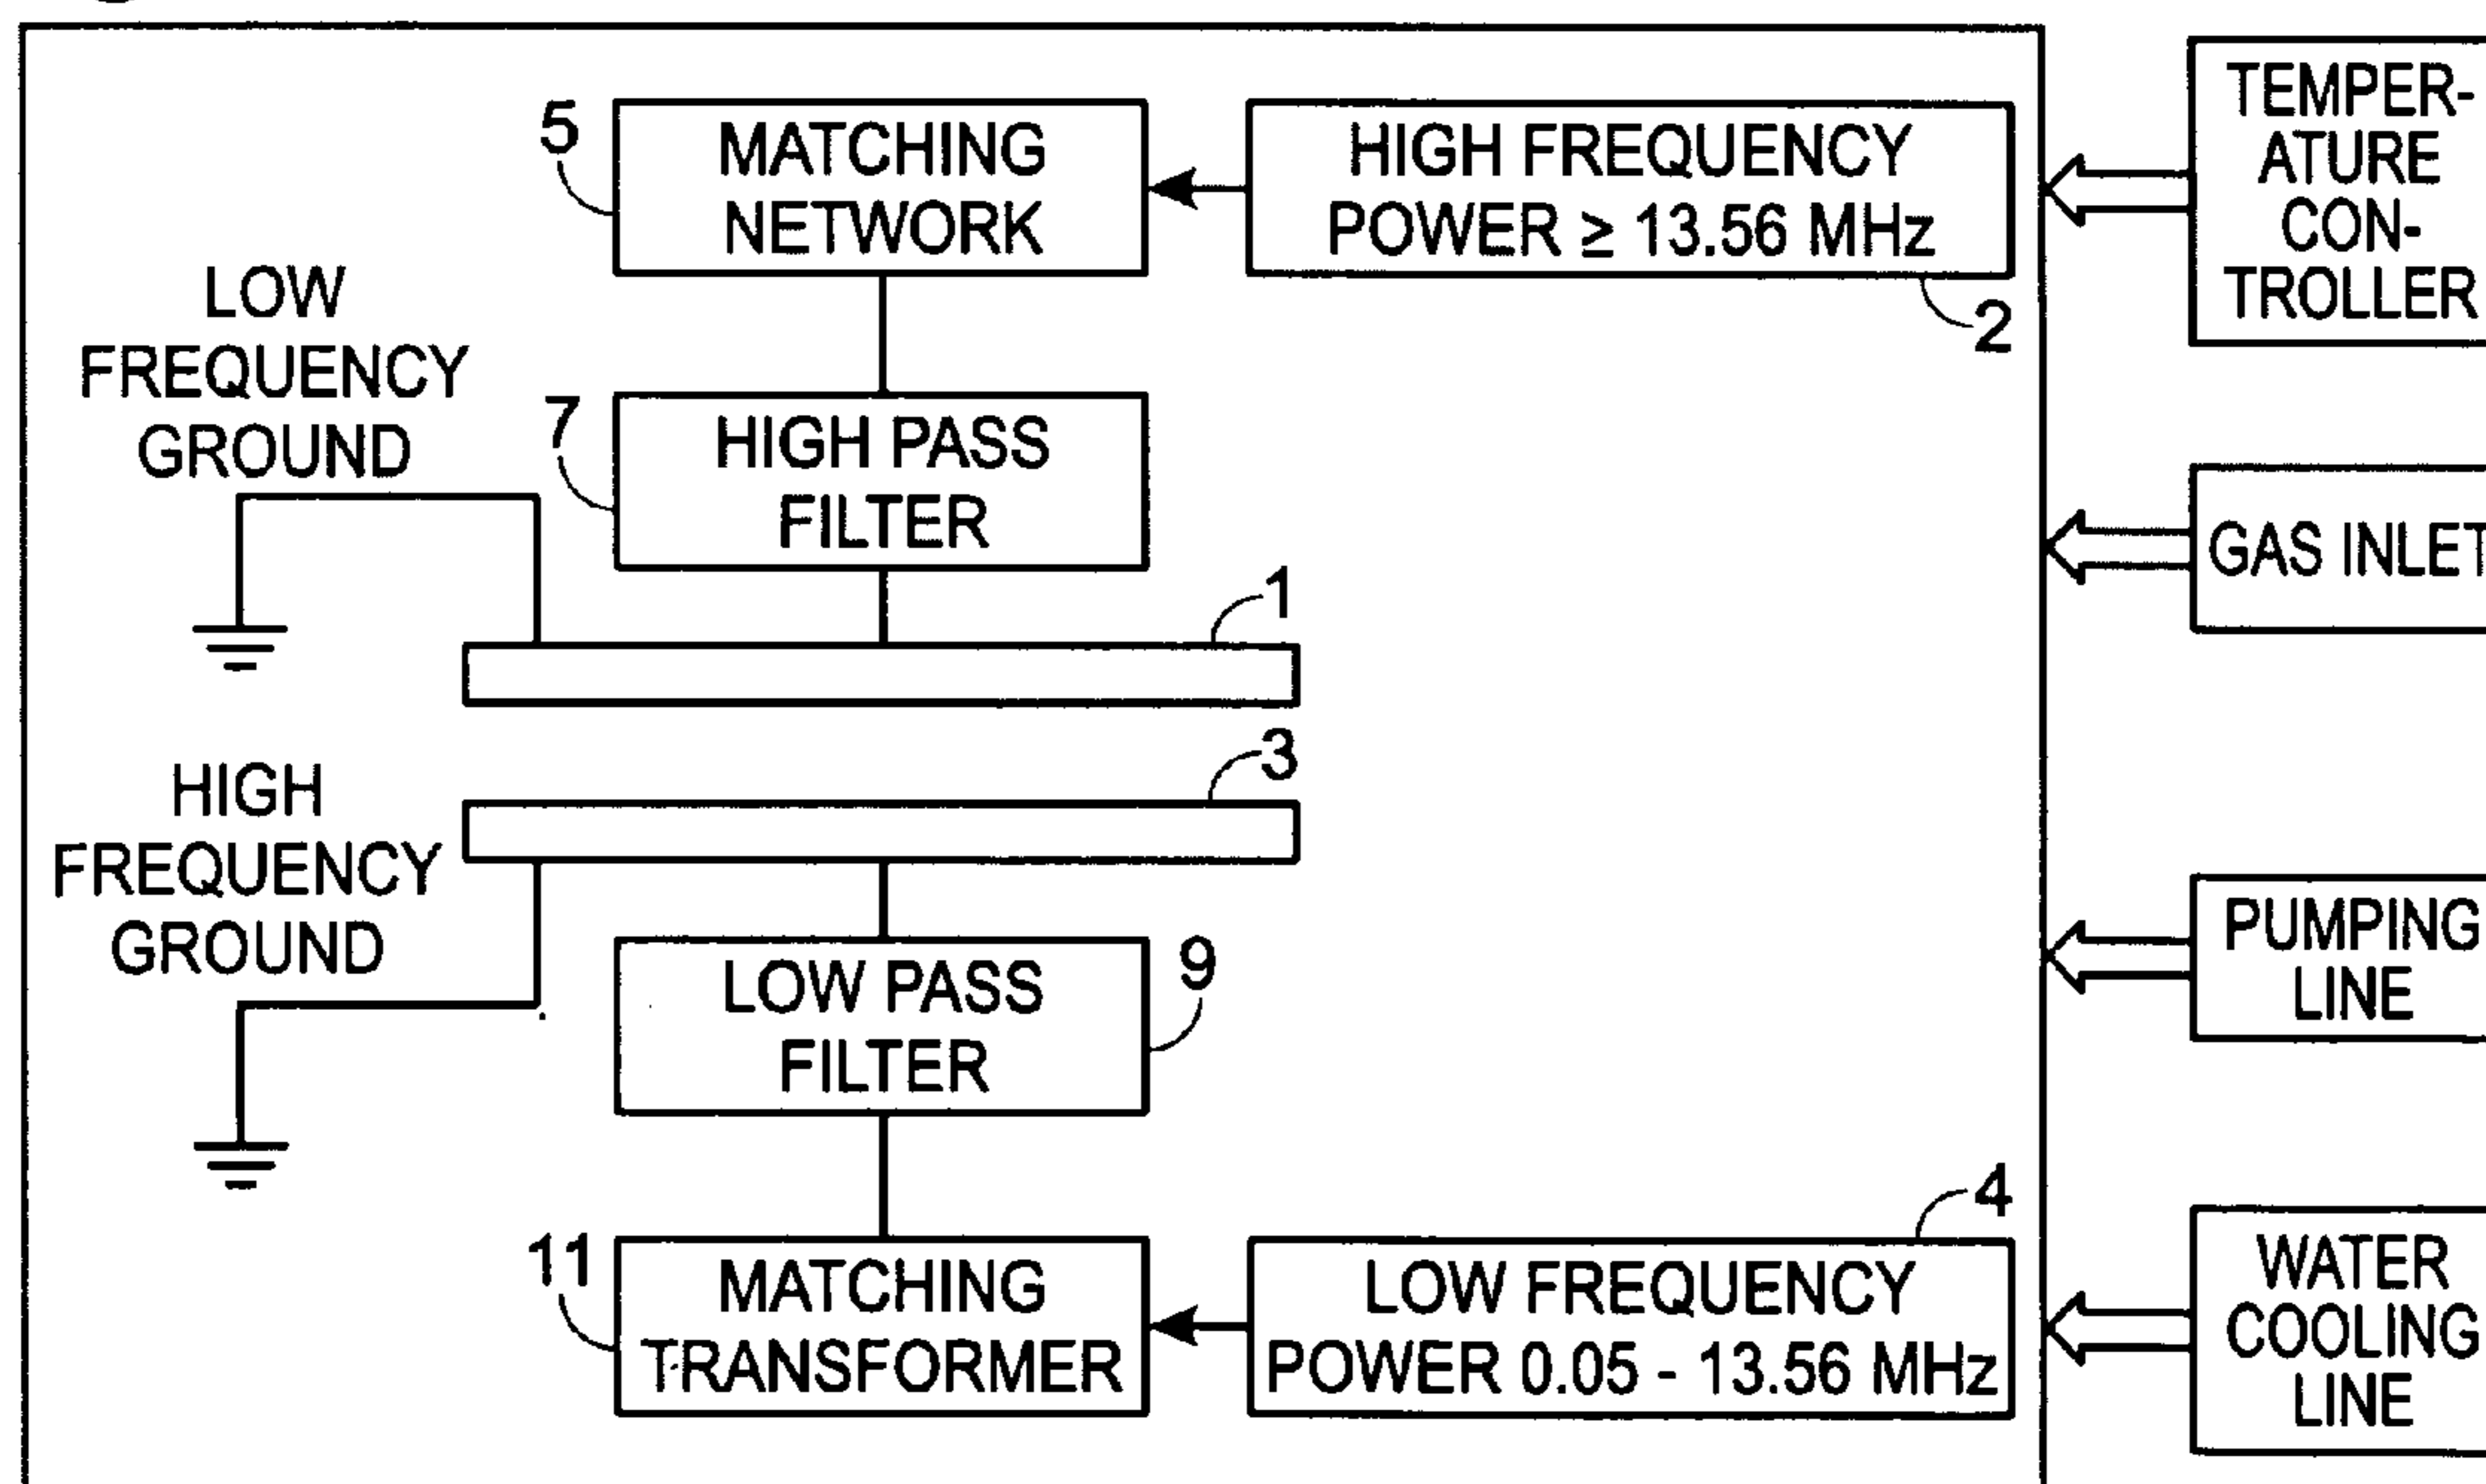 5
MATCHING
NETWORK
HIGH FREQUENCY
POWER ≥ 13.56 MHz
2
TEMPER-
ATURE
CON-
TROLLER
LOW
FREQUENCY
GROUND
7
HIGH PASS
FILTER
GAS INLET
1
3
HIGH
FREQUENCY
GROUND
LOW PASS
FILTER
9
PUMPING
LINE
11
MATCHING
TRANSFORMER
4
LOW FREQUENCY
POWER 0.05 - 13.56 MHz
WATER
COOLING
LINE